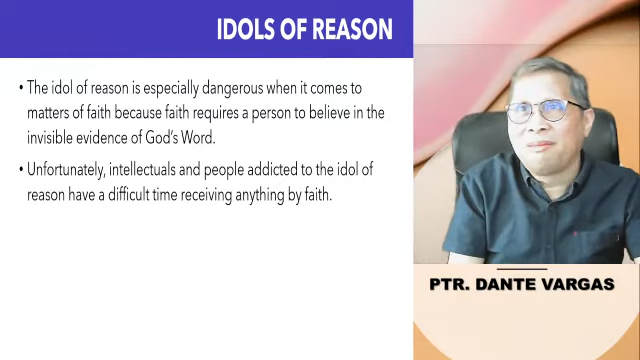 IDOLS OF REASON
• The idol of reason is especially dangerous when it comes to
matters of faith because faith requires a person to believe in the
invisible evidence of God's Word.
• Unfortunately, intellectuals and people addicted to the idol of
reason have a difficult time receiving anything by faith.
PTR. DANTE VARGAS